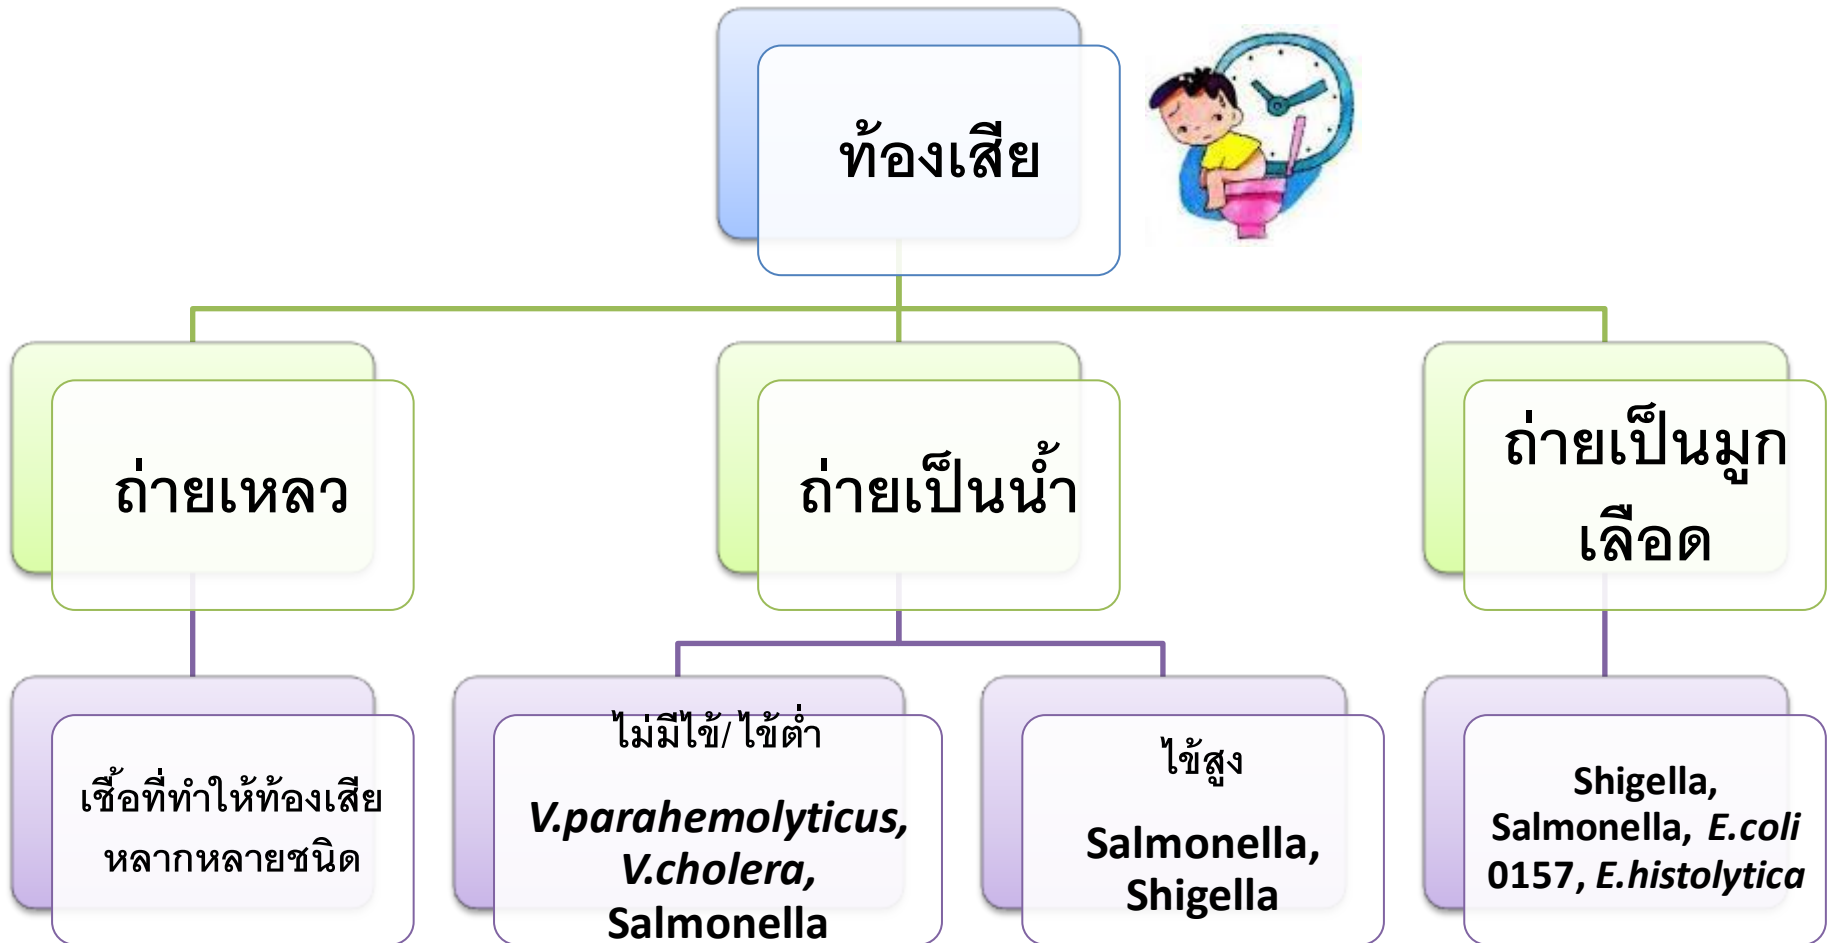 ท้องเสีย
ถ่ายเหลว
ถ่ายเป็นน้ำ
ถ่ายเป็นมูก
เลือด
เชื้อที่ทำให้ท้องเสีย
หลากหลายชนิด
ไม่มีไข้/ ไข้ต่ำ
V.parahemolyticus,
V.cholera,
Salmonella
ไข้สูง
Salmonella,
Shigella
Shigella,
Salmonella, E.coli
0157, E.histolytica